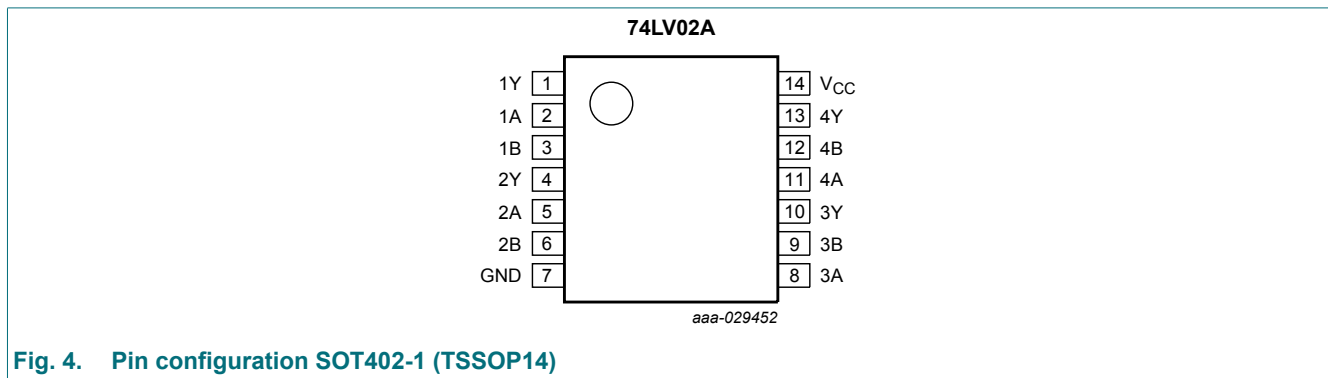 74LV02A
1Y 1 14 VCC
1A 2 13 4Y
1B 3 12 4B
2Y 4 11 4A
2A 5 10 3Y
2B 6 9 3B
GND 7 8 3A
aaa-029452
Fig. 4. Pin configuration SOT402-1 (TSSOP14)